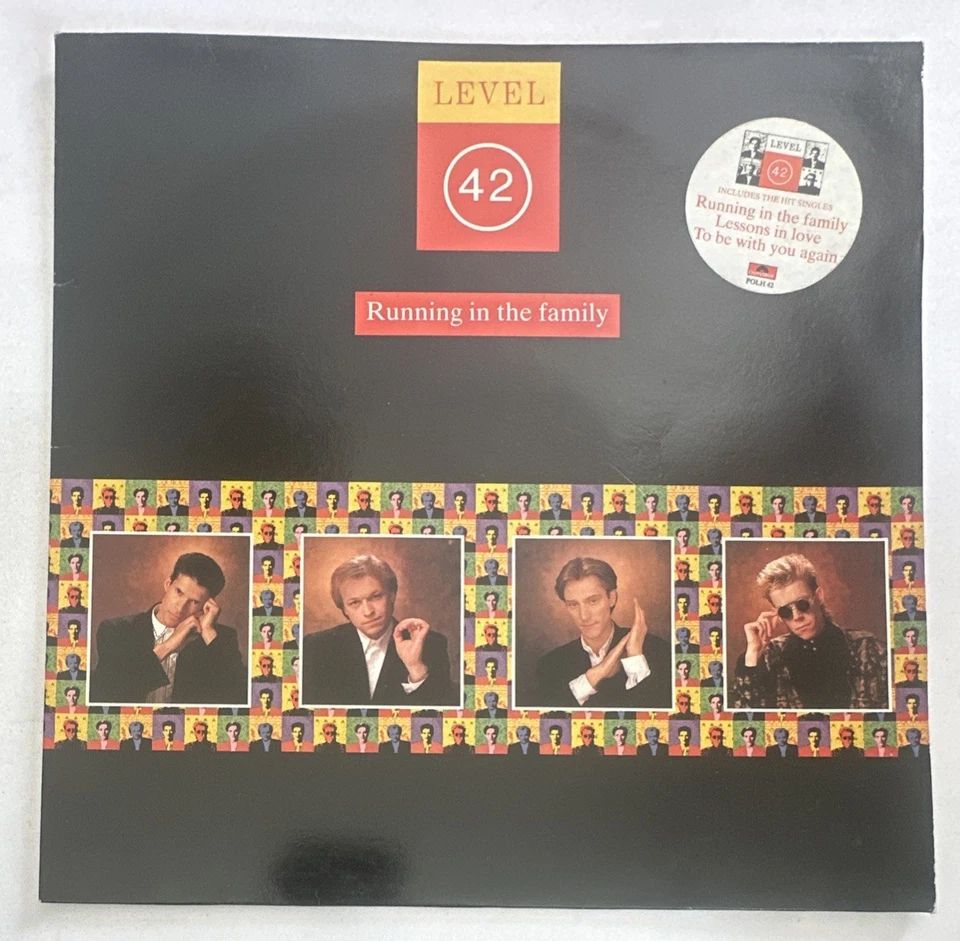 LEVEL
42
Running in the family
LEVEL
42
INCLUDES THE HIT SINGLES
Running in the family
Lessons in love
To be with you again
POLH 42